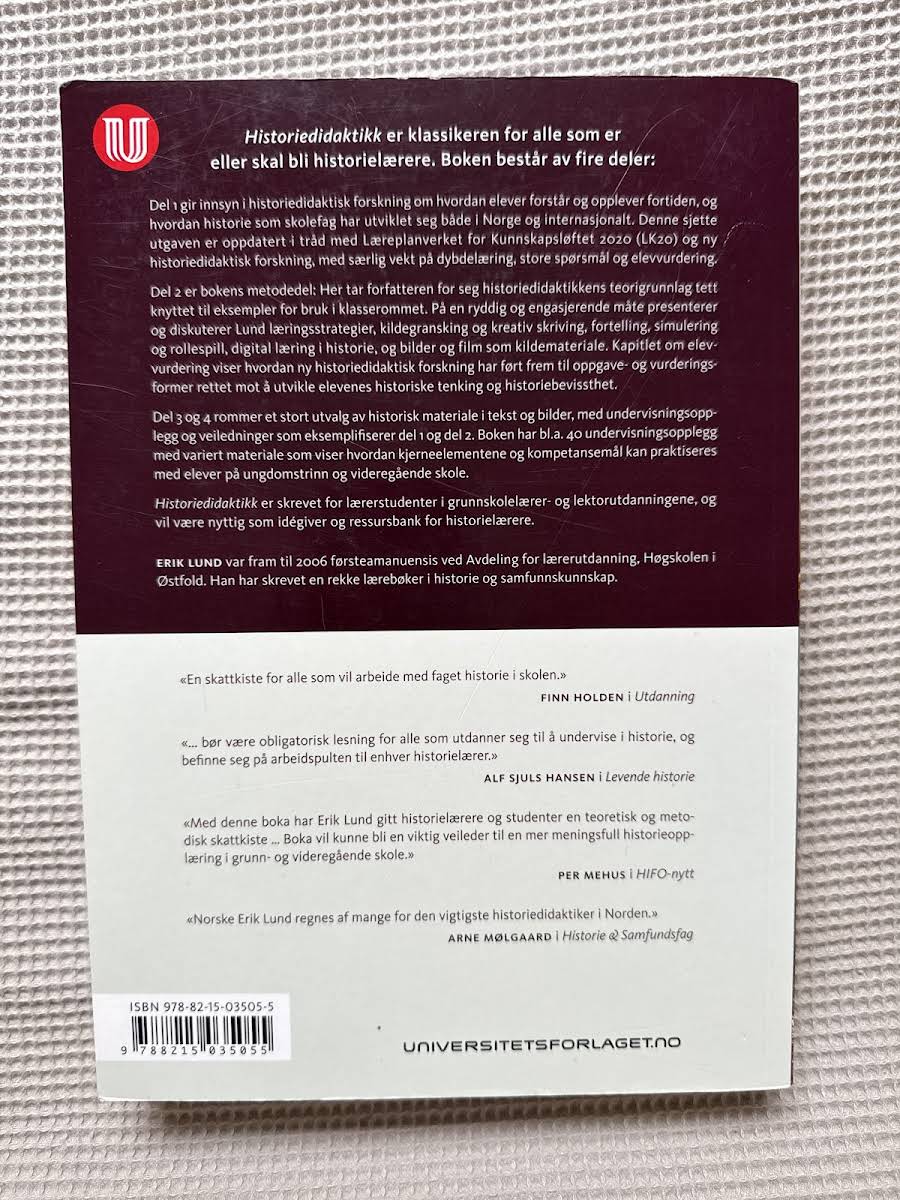 U
Historiedidaktikk er klassikeren for alle som er
eller skal bli historielærere. Boken består av fire deler:
Del 1 gir innsyn i historiedidaktisk forskning om hvordan elever forstår og opplever fortiden, og
hvordan historie som skolefag har utviklet seg både i Norge og internasjonalt. Denne sjette
utgaven er oppdatert i tråd med Læreplanverket for Kunnskapsløftet 2020 (LK20) og ny
historiedidaktisk forskning, med særlig vekt på dybdelæring, store spørsmål og elevvurdering.
Del 2 er bokens metodedel: Her tar forfatteren for seg historiedidaktikkens teorigrunnlag tett
knyttet til eksempler for bruk i klasserommet. På en ryddig og engasjerende måte presenterer
og diskuterer Lund læringsstrategier, kildegransking og kreativ skriving, fortelling, simulering
og rollespill, digital læring i historie, og bilder og film som kildemateriale. Kapitlet om elev-
vurdering viser hvordan ny historiedidaktisk forskning har ført frem til oppgave- og vurderings-
former rettet mot å utvikle elevenes historiske tenking og historiebevissthet.
Del 3 og 4 rommer et stort utvalg av historisk materiale i tekst og bilder, med undervisningsopp-
legg og veiledninger som eksemplifiserer del 1 og del 2. Boken har bl.a. 40 undervisningsopplegg
med variert materiale som viser hvordan kjerneelementene og kompetansemål kan praktiseres
med elever på ungdomstrinn og videregående skole.
Historiedidaktikk er skrevet for lærerstudenter i grunnskolelærer- og lektorutdanningene, og
vil være nyttig som idégiver og ressursbank for historielærere.
ERIK LUND var fram til 2006 førsteamanuensis ved Avdeling for lærerutdanning, Høgskolen i
Østfold. Han har skrevet en rekke lærebøker i historie og samfunnskunnskap.
«En skattkiste for alle som vil arbeide med faget historie i skolen.»
FINN HOLDEN i Utdanning
«... bør være obligatorisk lesning for alle som utdanner seg til å undervise i historie, og
befinne seg på arbeidspulten til enhver historielærer.»
ALF SJULS HANSEN i Levende historie
«Med denne boka har Erik Lund gitt historielærere og studenter en teoretisk og meto-
disk skattkiste ... Boka vil kunne bli en viktig veileder til en mer meningsfull historieopp-
læring i grunn- og videregående skole.»
PER MEHUS i HIFO-nytt
«Norske Erik Lund regnes af mange for den vigtigste historiedidaktiker i Norden.»
ARNE MØLGAARD i Historie & Samfundsfag
ISBN 978-82-15-03505-5
9 788215 035055
UNIVERSITETSFORLAGET.NO